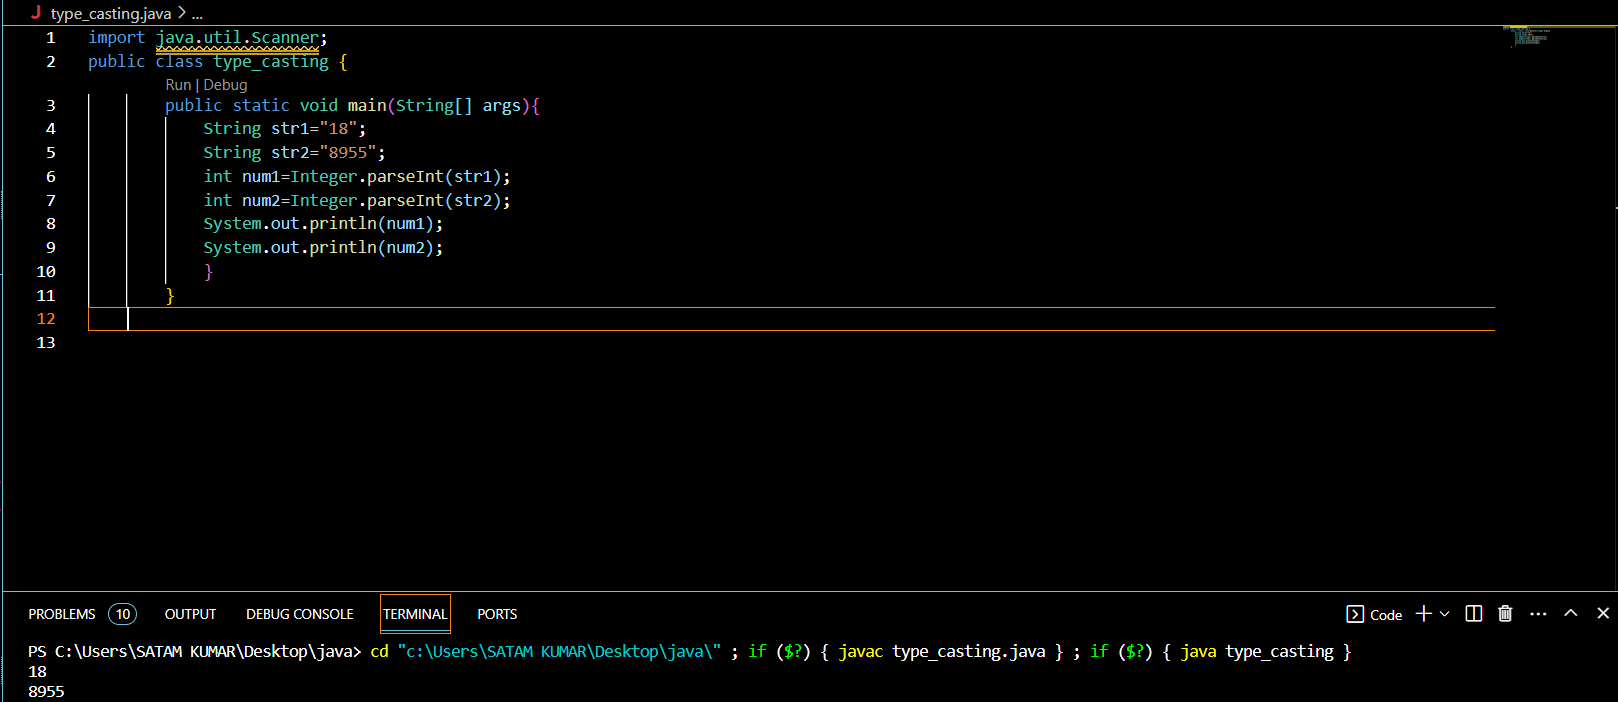 J type_casting.java > ...
1 import java.util.Scanner;
2 public class type_casting {
Run | Debug
3 public static void main(String[] args){
4 String str1="18";
5 String str2="8955";
6 int num1=Integer.parseInt(str1);
7 int num2=Integer.parseInt(str2);
8 System.out.println(num1);
9 System.out.println(num2);
10 }
11 }
12
13
PROBLEMS 10 OUTPUT DEBUG CONSOLE TERMINAL PORTS Code
PS C:\Users\SATAM KUMAR\Desktop\java> cd "c:\Users\SATAM KUMAR\Desktop\java\" ; if ($?) { javac type_casting.java } ; if ($?) { java type_casting }
18
8955